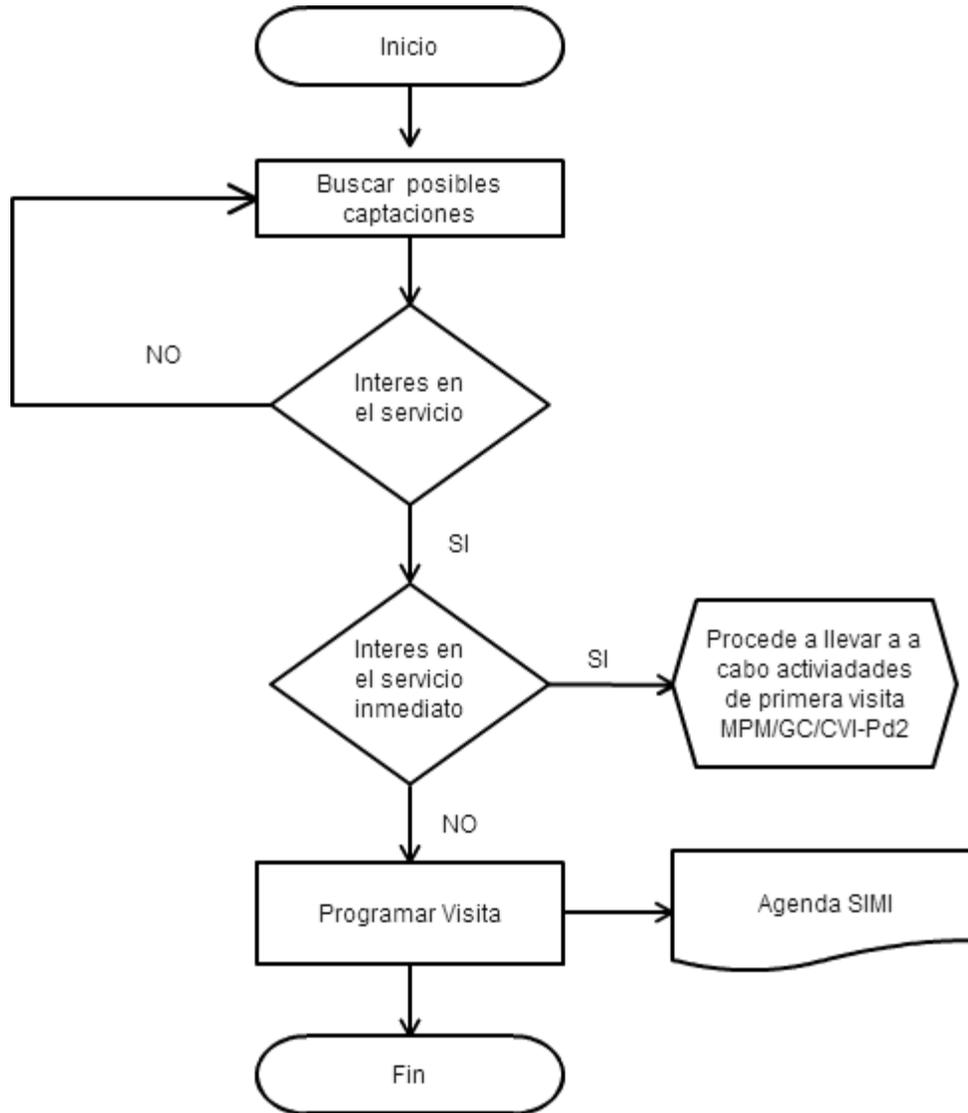 Inicio
Buscar posibles
captaciones
NO
Interes en
el servicio
SI
Interes en
el servicio
inmediato
SI
Procede a llevar a a
cabo activiadades
de primera visita
MPM/GC/CVI-Pd2
NO
Programar Visita
Agenda SIMI
Fin